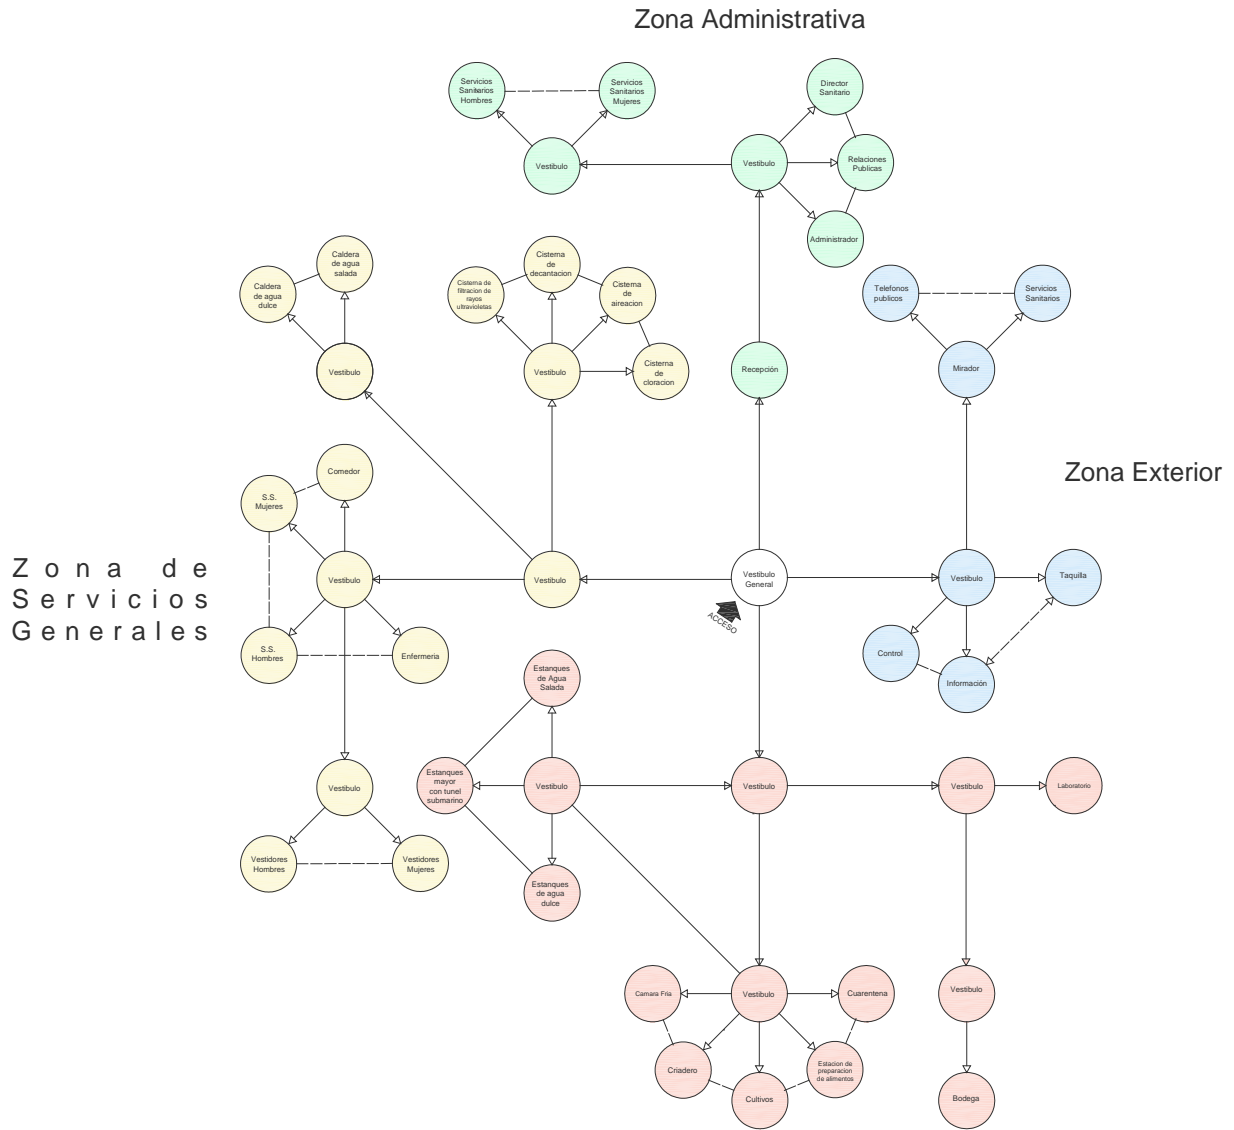 Zona Administrativa
Servicios
Sanitarios
Hombres
Servicios
Sanitarios
Mujeres
Director
Sanitario
Vestibulo
Vestibulo
Relaciones
Publicas
Administrador
Caldera
de agua
salada
Caldera
de agua
dulce
Vestibulo
Cisterna
de
decantacion
Cisterna de
filtracion de
rayos
ultravioletas
Cisterna
de
aireacion
Vestibulo
Cisterna
de
cloracion
Recepción
Telefonos
publicos
Servicios
Sanitarios
Mirador
Zona Exterior
Comedor
S.S.
Mujeres
Zona de
Servicios
Generales
Vestibulo
Vestibulo
Vestibulo
General
ACCESO
Vestibulo
Taquilla
S.S.
Hombres
Enfermeria
Control
Información
Estanques
de Agua
Salada
Estanques
mayor
con tunel
submarino
Vestibulo
Vestibulo
Vestibulo
Laboratorio
Vestibulo
Vestidores
Hombres
Vestidores
Mujeres
Estanques
de agua
dulce
Camara Fria
Vestibulo
Cuarentena
Vestibulo
Criadero
Cultivos
Estacion de
preparacion
de alimentos
Bodega